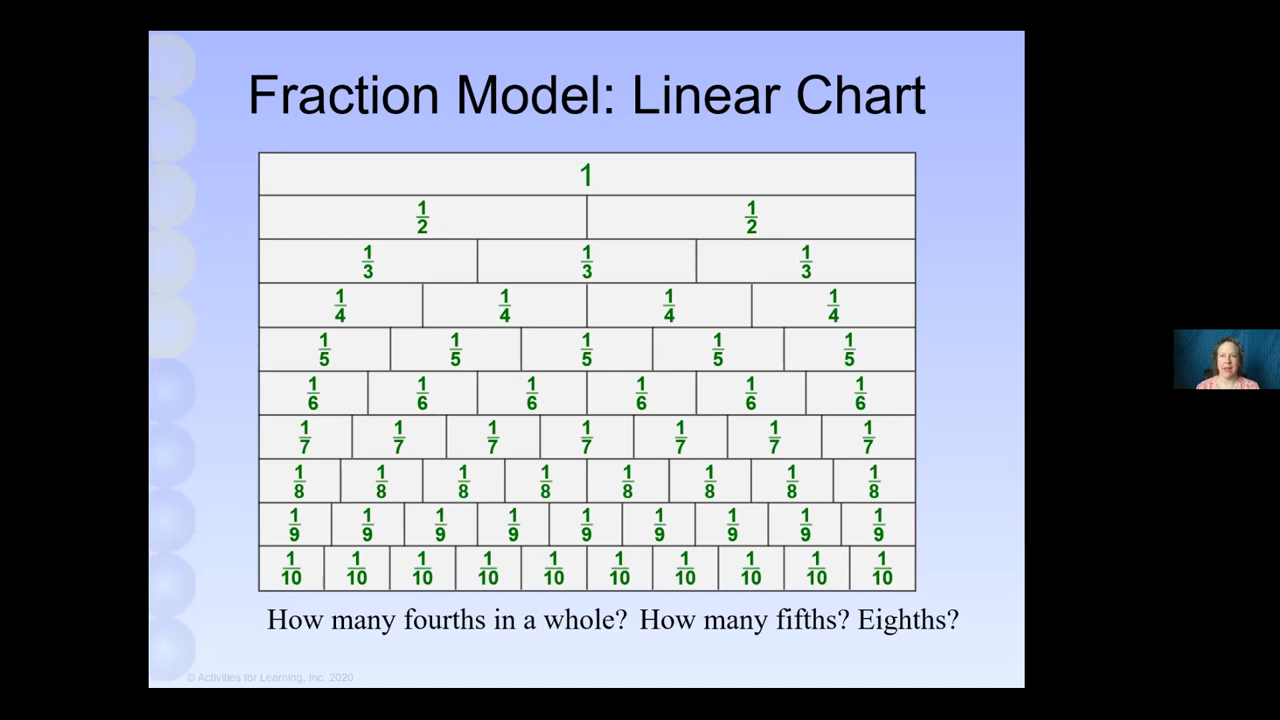 Fraction Model: Linear Chart
1
1/2 1/2
1/3 1/3 1/3
1/4 1/4 1/4 1/4
1/5 1/5 1/5 1/5 1/5
1/6 1/6 1/6 1/6 1/6 1/6
1/7 1/7 1/7 1/7 1/7 1/7 1/7
1/8 1/8 1/8 1/8 1/8 1/8 1/8 1/8
1/9 1/9 1/9 1/9 1/9 1/9 1/9 1/9 1/9
1/10 1/10 1/10 1/10 1/10 1/10 1/10 1/10 1/10 1/10
How many fourths in a whole? How many fifths? Eighths?
© Activities for Learning, Inc. 2020